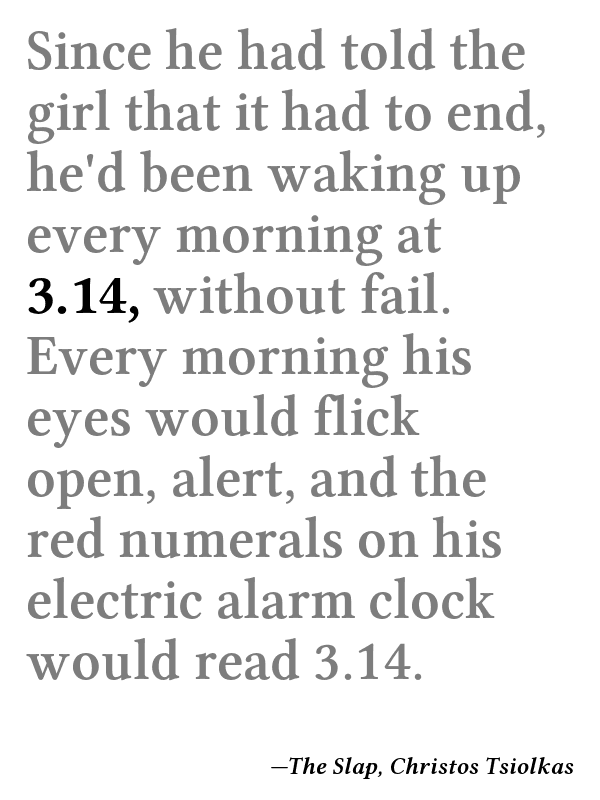 Since he had told the
girl that it had to end,
he'd been waking up
every morning at
3.14, without fail.
Every morning his
eyes would flick
open, alert, and the
red numerals on his
electric alarm clock
would read 3.14.
—The Slap, Christos Tsiolkas